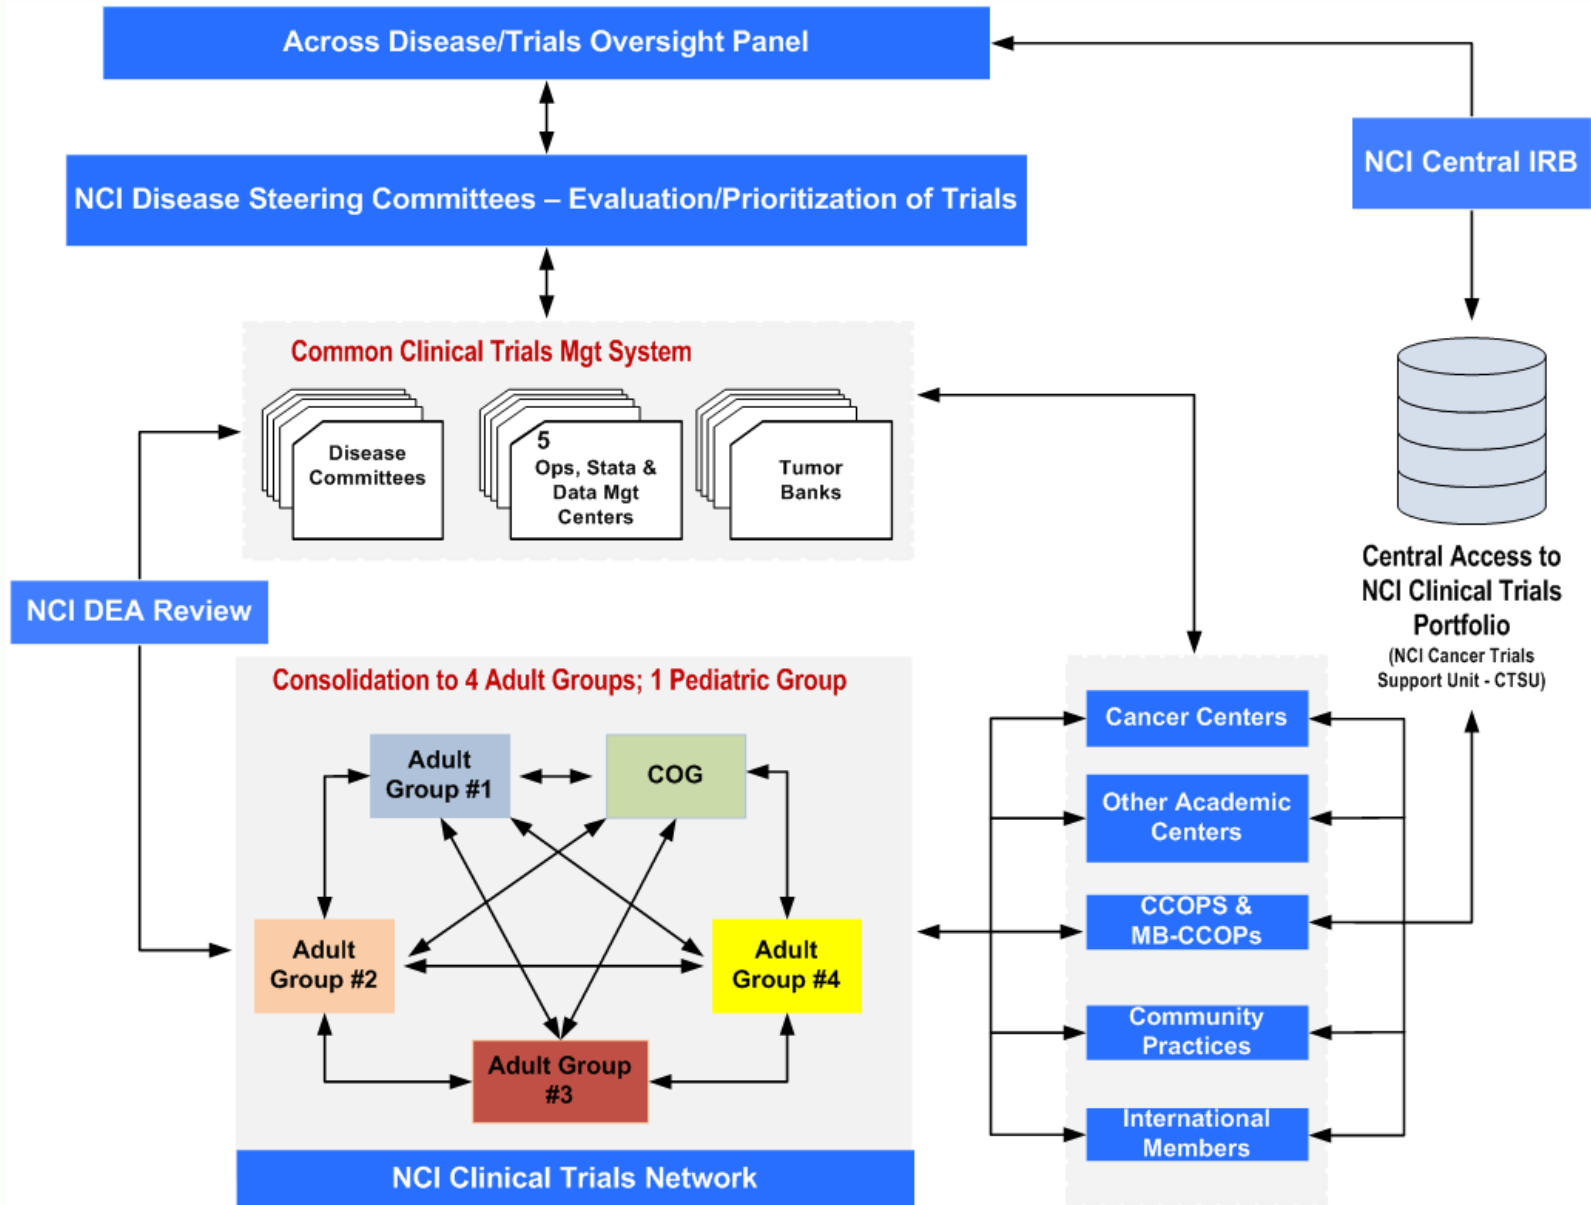 Across Disease/Trials Oversight Panel
NCI Central IRB
NCI Disease Steering Committees – Evaluation/Prioritization of Trials
Common Clinical Trials Mgt System
Disease
Committees
5
Ops, Stata &
Data Mgt
Centers
Tumor
Banks
Central Access to
NCI Clinical Trials
Portfolio
(NCI Cancer Trials
Support Unit - CTSU)
NCI DEA Review
Consolidation to 4 Adult Groups; 1 Pediatric Group
Adult
Group #1
COG
Adult
Group #2
Adult
Group #4
Adult Group
#3
NCI Clinical Trials Network
Cancer Centers
Other Academic
Centers
CCOPS &
MB-CCOPs
Community
Practices
International
Members